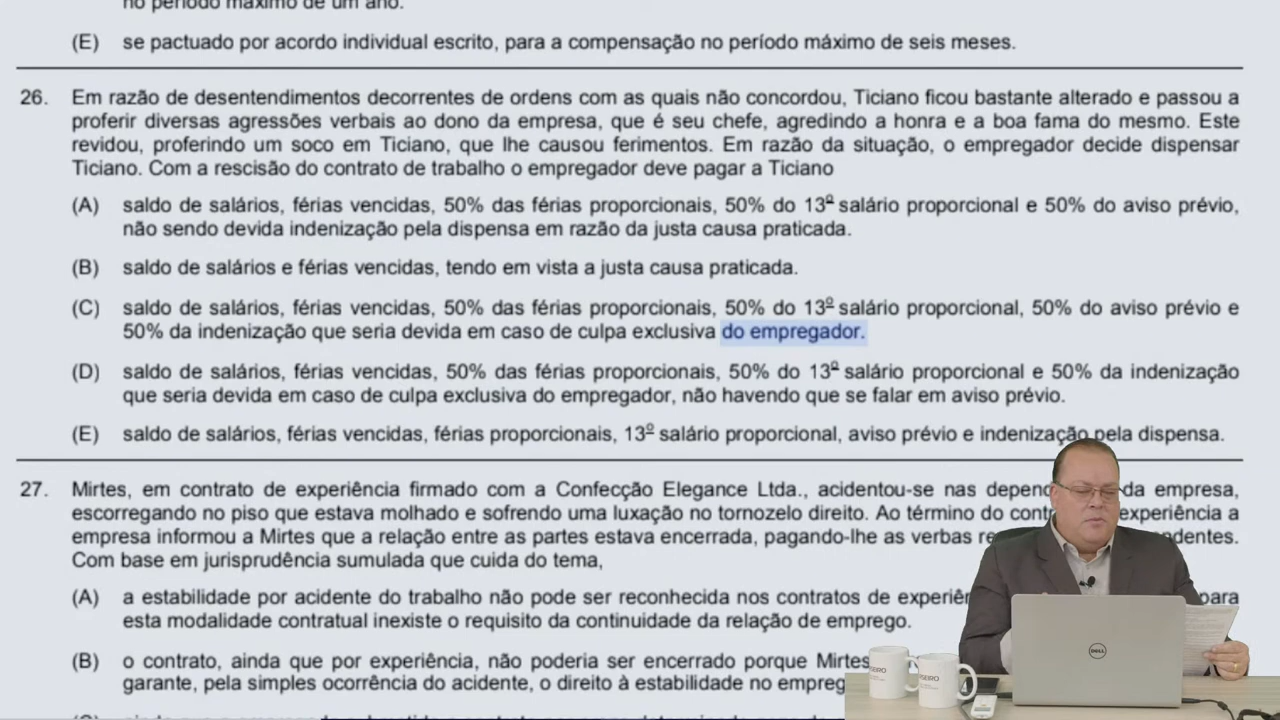 no período máximo de um ano.
(E) se pactuado por acordo individual escrito, para a compensação no período máximo de seis meses.
26. Em razão de desentendimentos decorrentes de ordens com as quais não concordou, Ticiano ficou bastante alterado e passou a
proferir diversas agressões verbais ao dono da empresa, que é seu chefe, agredindo a honra e a boa fama do mesmo. Este
revidou, proferindo um soco em Ticiano, que lhe causou ferimentos. Em razão da situação, o empregador decide dispensar
Ticiano. Com a rescisão do contrato de trabalho o empregador deve pagar a Ticiano
(A) saldo de salários, férias vencidas, 50% das férias proporcionais, 50% do 13º salário proporcional e 50% do aviso prévio,
não sendo devida indenização pela dispensa em razão da justa causa praticada.
(B) saldo de salários e férias vencidas, tendo em vista a justa causa praticada.
(C) saldo de salários, férias vencidas, 50% das férias proporcionais, 50% do 13º salário proporcional, 50% do aviso prévio e
50% da indenização que seria devida em caso de culpa exclusiva do empregador.
(D) saldo de salários, férias vencidas, 50% das férias proporcionais, 50% do 13º salário proporcional e 50% da indenização
que seria devida em caso de culpa exclusiva do empregador, não havendo que se falar em aviso prévio.
(E) saldo de salários, férias vencidas, férias proporcionais, 13º salário proporcional, aviso prévio e indenização pela dispensa.
27. Mirtes, em contrato de experiência firmado com a Confecção Elegance Ltda., acidentou-se nas da empresa,
escorregando no piso que estava molhado e sofrendo uma luxação no tornozelo direito. Ao término do experiência a
empresa informou a Mirtes que a relação entre as partes estava encerrada, pagando-lhe as verbas
Com base em jurisprudência sumulada que cuida do tema,
(A) a estabilidade por acidente do trabalho não pode ser reconhecida nos contratos de para
esta modalidade contratual inexiste o requisito da continuidade da relação de emprego.
(B) o contrato, ainda que por experiência, não poderia ser encerrado porque Mirtes
garante, pela simples ocorrência do acidente, o direito à estabilidade no
DELL